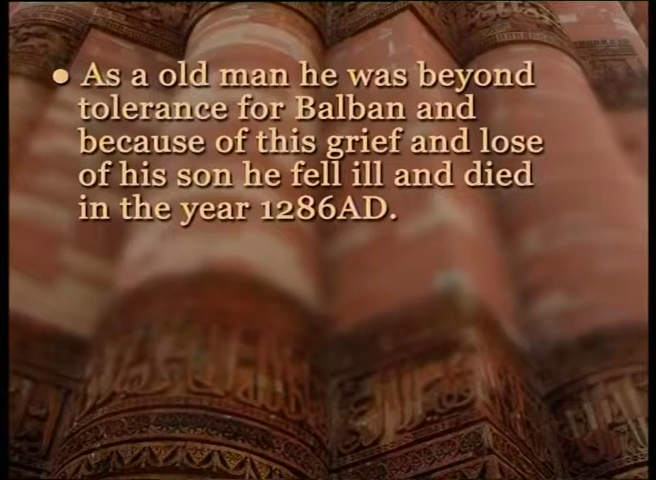 • As a old man he was beyond
tolerance for Balban and
because of this grief and lose
of his son he fell ill and died
in the year 1286AD.